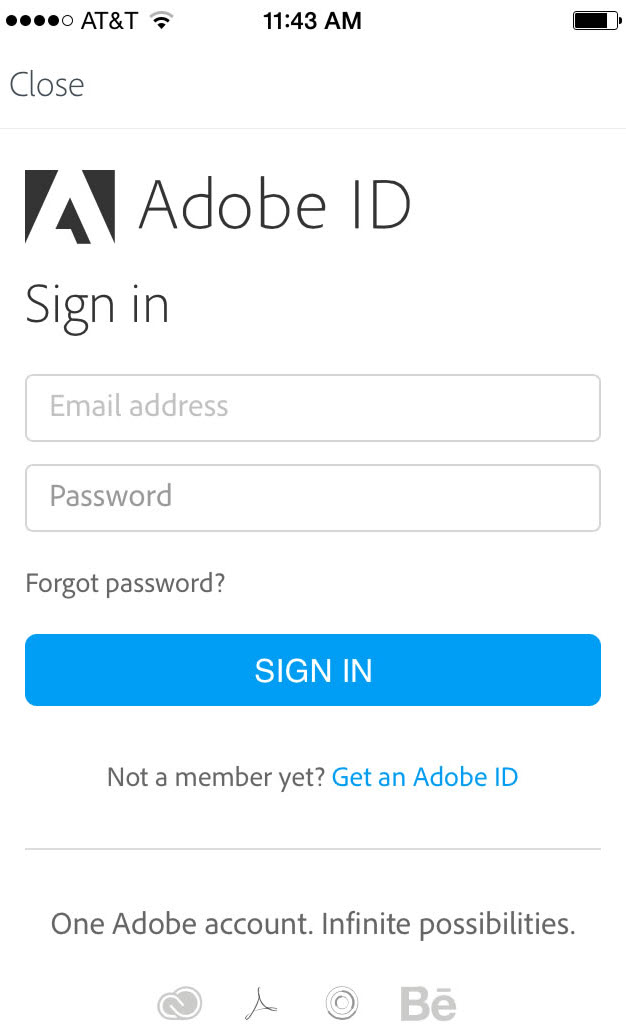 AT&T 11:43 AM
Close
Adobe ID
Sign in
Email address
Password
Forgot password?
SIGN IN
Not a member yet? Get an Adobe ID
One Adobe account. Infinite possibilities.
Bē